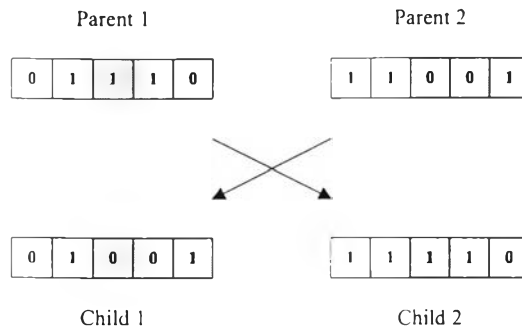 Parent 1 Parent 2
0 1 1 1 0 1 1 0 0 1
0 1 0 0 1 1 1 1 1 0
Child 1 Child 2